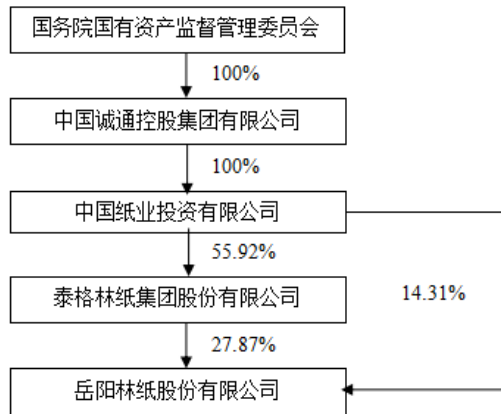 国务院国有资产监督管理委员会
100%
中国诚通控股集团有限公司
100%
中国纸业投资有限公司
55.92%
泰格林纸集团股份有限公司
14.31%
27.87%
岳阳林纸股份有限公司